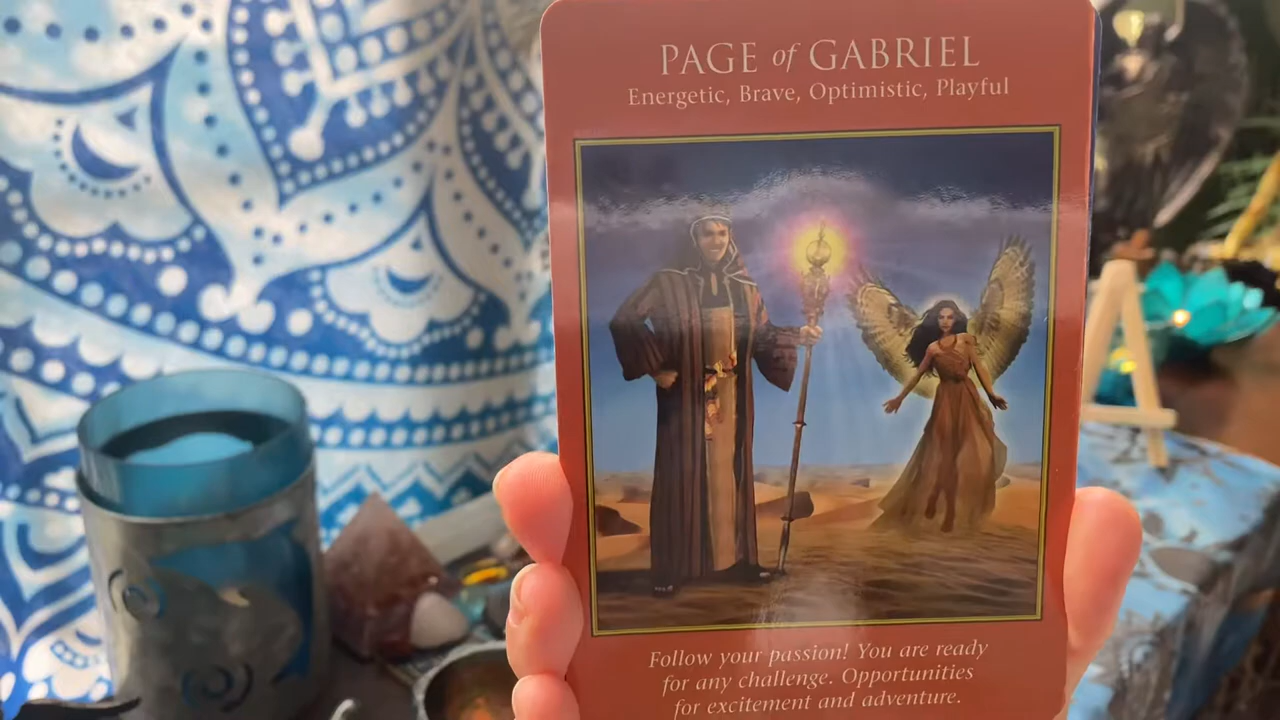 PAGE of GABRIEL
Energetic, Brave, Optimistic, Playful
Follow your passion! You are ready
for any challenge. Opportunities
for excitement and adventure.